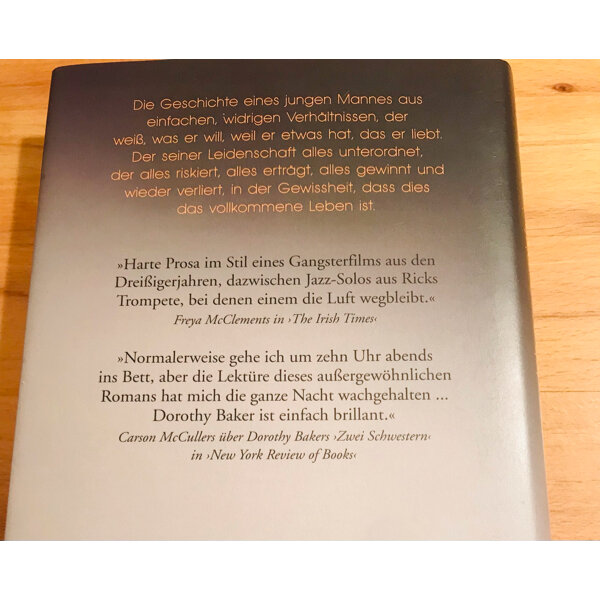 Die Geschichte eines jungen Mannes aus
einfachen, widrigen Verhältnissen, der
weiß, was er will, weil er etwas hat, das er liebt.
Der seiner Leidenschaft alles unterordnet,
der alles riskiert, alles erträgt, alles gewinnt und
wieder verliert, in der Gewissheit, dass dies
das vollkommene Leben ist.
»Harte Prosa im Stil eines Gangsterfilms aus den
Dreißigerjahren, dazwischen Jazz-Solos aus Ricks
Trompete, bei denen einem die Luft wegbleibt.«
Freya McClements in ›The Irish Times‹
»Normalerweise gehe ich um zehn Uhr abends
ins Bett, aber die Lektüre dieses außergewöhnlichen
Romans hat mich die ganze Nacht wachgehalten ...
Dorothy Baker ist einfach brillant.«
Carson McCullers über Dorothy Bakers ›Zwei Schwestern‹
in ›New York Review of Books‹